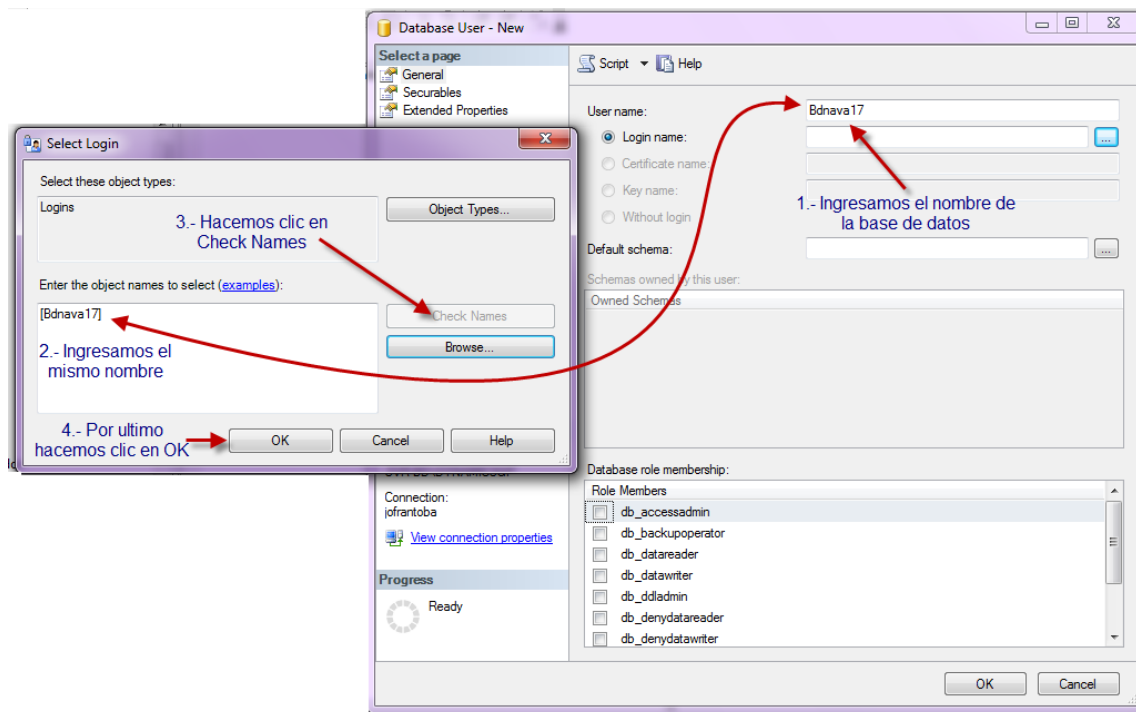 Database User - New
Select a page
General
Securables
Extended Properties
Script
Help
User name:
Bdnava17
Login name:
...
Certificate name:
Key name:
Without login
1.- Ingresamos el nombre de
la base de datos
Default schema:
...
Schemas owned by this user:
Owned Schemas
Select Login
Select these object types:
Logins
Object Types...
3.- Hacemos clic en
Check Names
Enter the object names to select (examples):
[Bdnava17]
Check Names
Browse...
2.- Ingresamos el
mismo nombre
4.- Por ultimo
hacemos clic en OK
OK
Cancel
Help
Connection:
jofrantoba
View connection properties
Progress
Ready
Database role membership:
Role Members
db_accessadmin
db_backupoperator
db_datareader
db_datawriter
db_ddladmin
db_denydatareader
db_denydatawriter
OK
Cancel